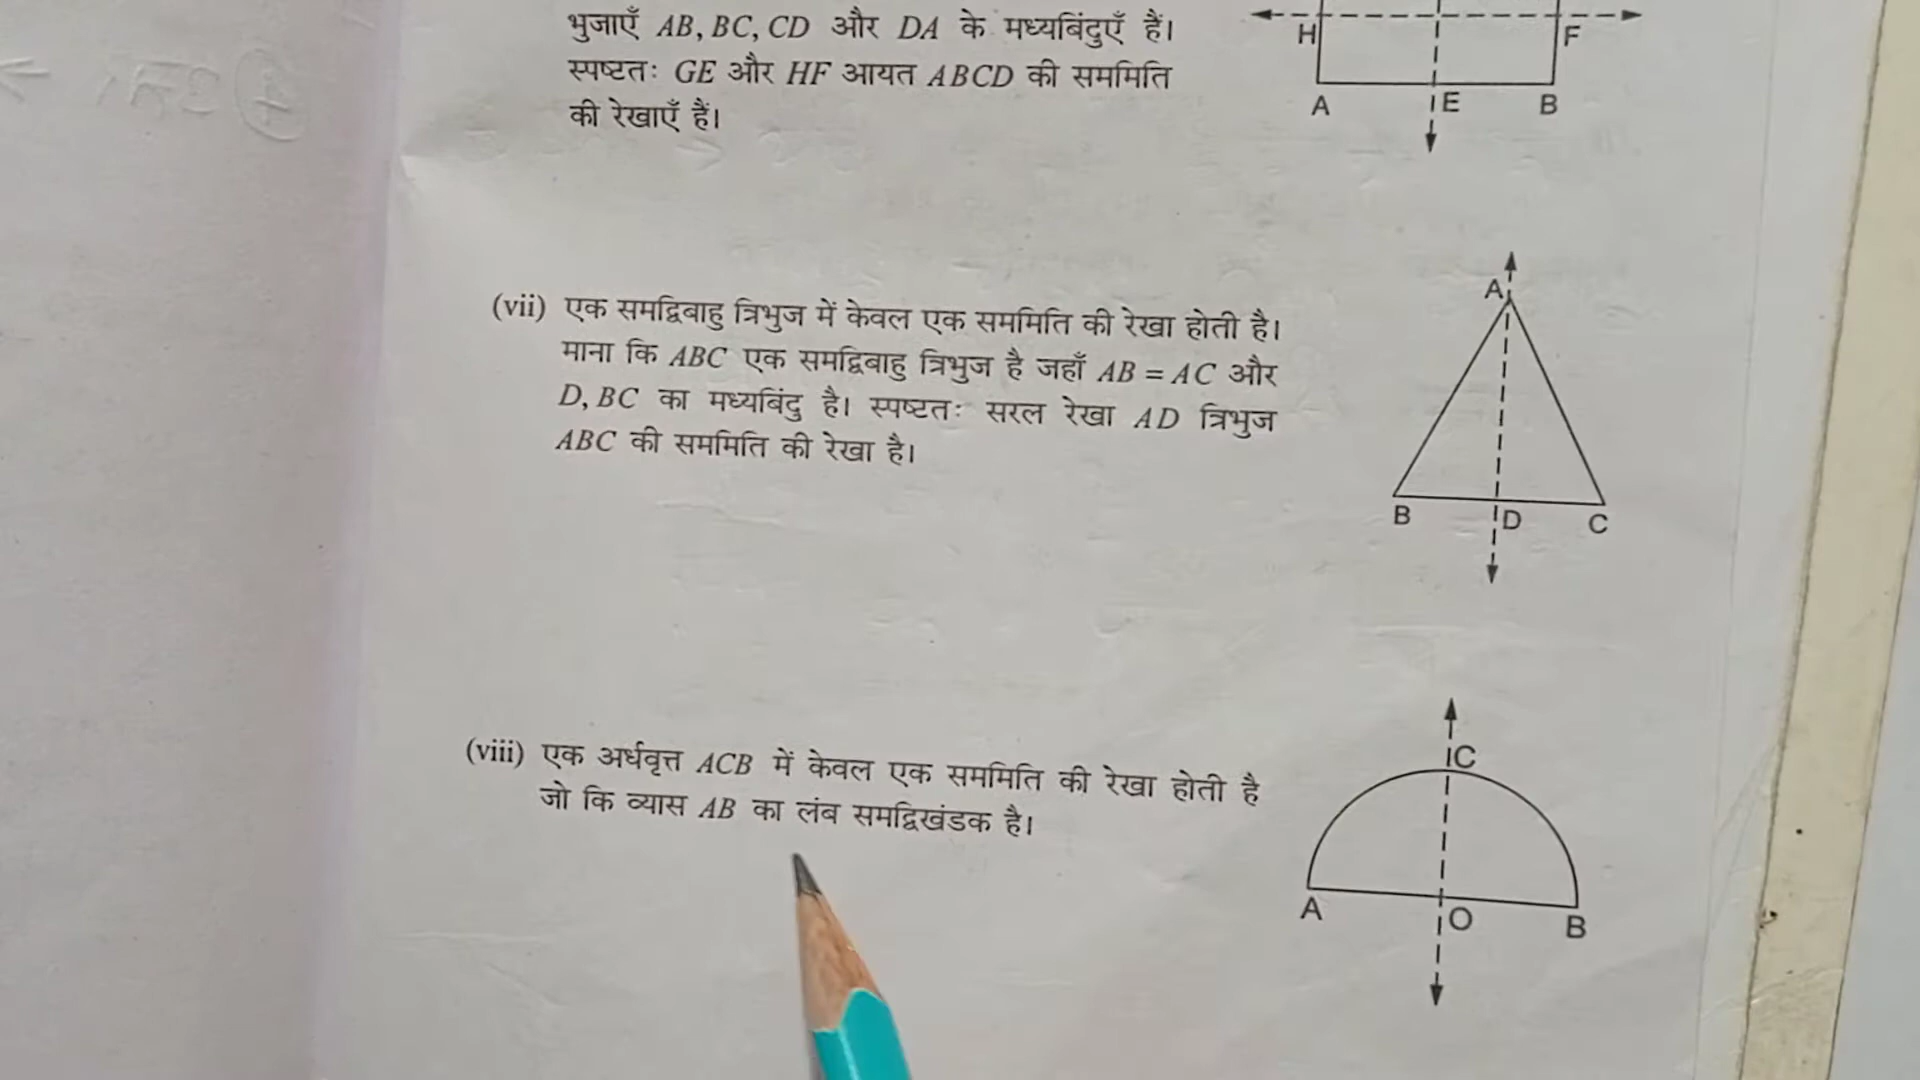 भुजाएँ AB, BC, CD और DA के मध्यबिंदुएँ हैं।
स्पष्टतः GE और HF आयत ABCD की सममिति
की रेखाएँ हैं।
H F
A E B
(vii) एक समद्विबाहु त्रिभुज में केवल एक सममिति की रेखा होती है।
माना कि ABC एक समद्विबाहु त्रिभुज है जहाँ AB = AC और
D, BC का मध्यबिंदु है। स्पष्टतः सरल रेखा AD त्रिभुज
ABC की सममिति की रेखा है।
A
B D C
(viii) एक अर्धवृत्त ACB में केवल एक सममिति की रेखा होती है
जो कि व्यास AB का लंब समद्विखंडक है।
C
A O B